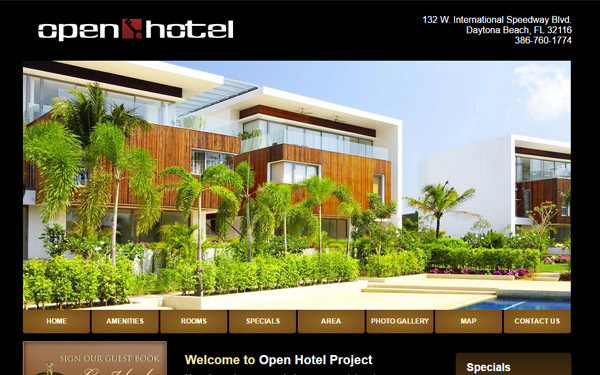 open hotel
132 W. International Speedway Blvd.
Daytona Beach, FL 32116
386-760-1774
HOME AMENITIES ROOMS SPECIALS AREA PHOTO GALLERY MAP CONTACT US
SIGN OUR GUEST BOOK
Welcome to Open Hotel Project
Specials